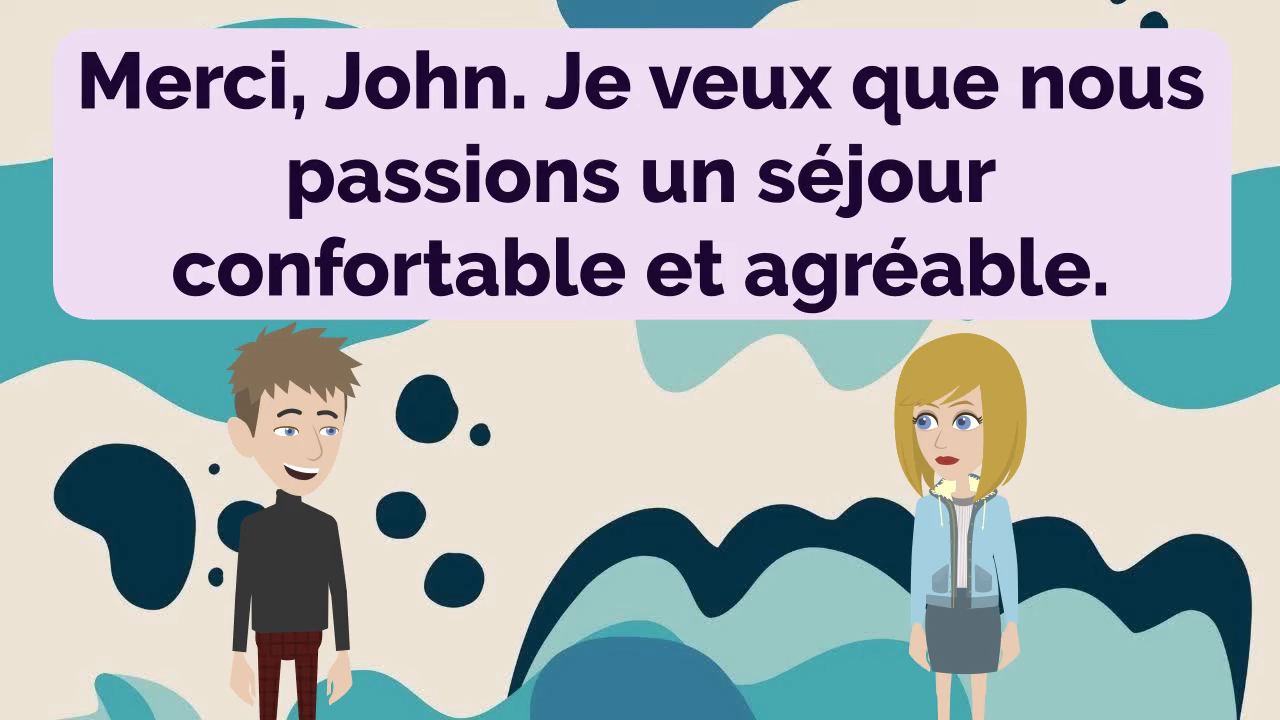 Merci, John. Je veux que nous
passions un séjour
confortable et agréable.